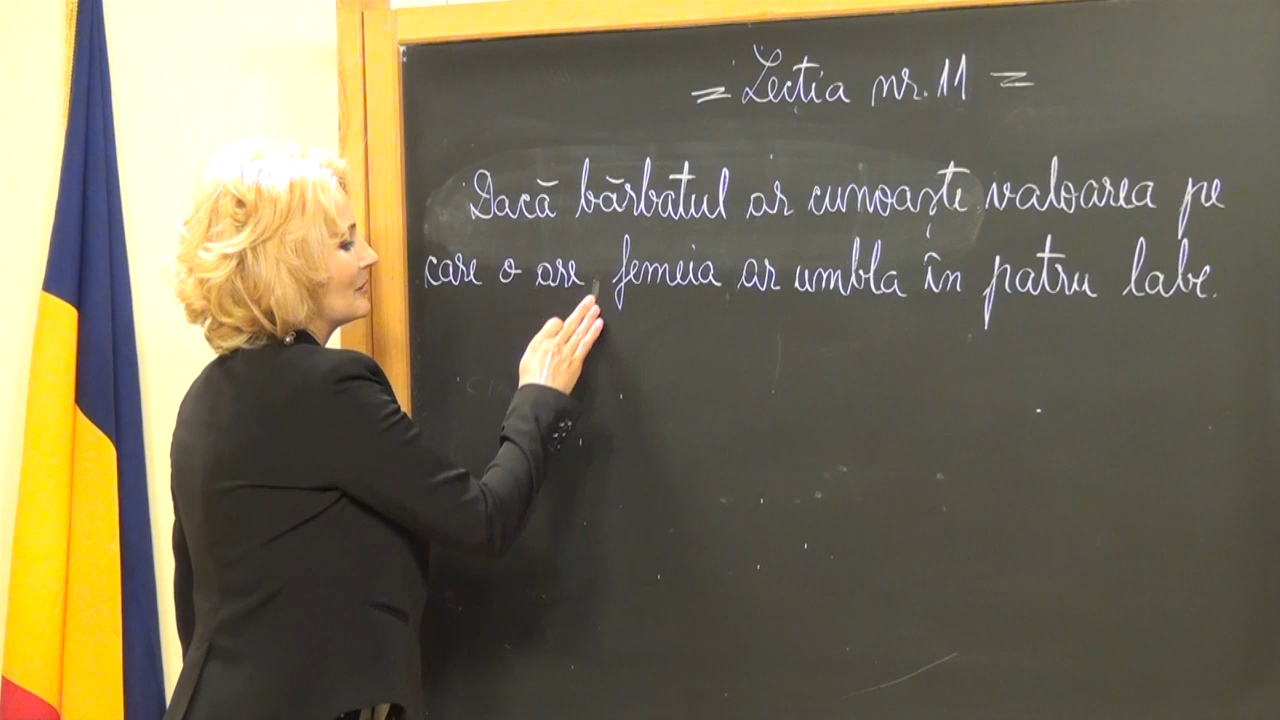 = Lecția nr. 11 =
Dacă bărbatul ar cunoaște valoarea pe
care o are femeia ar umbla în patru labe.